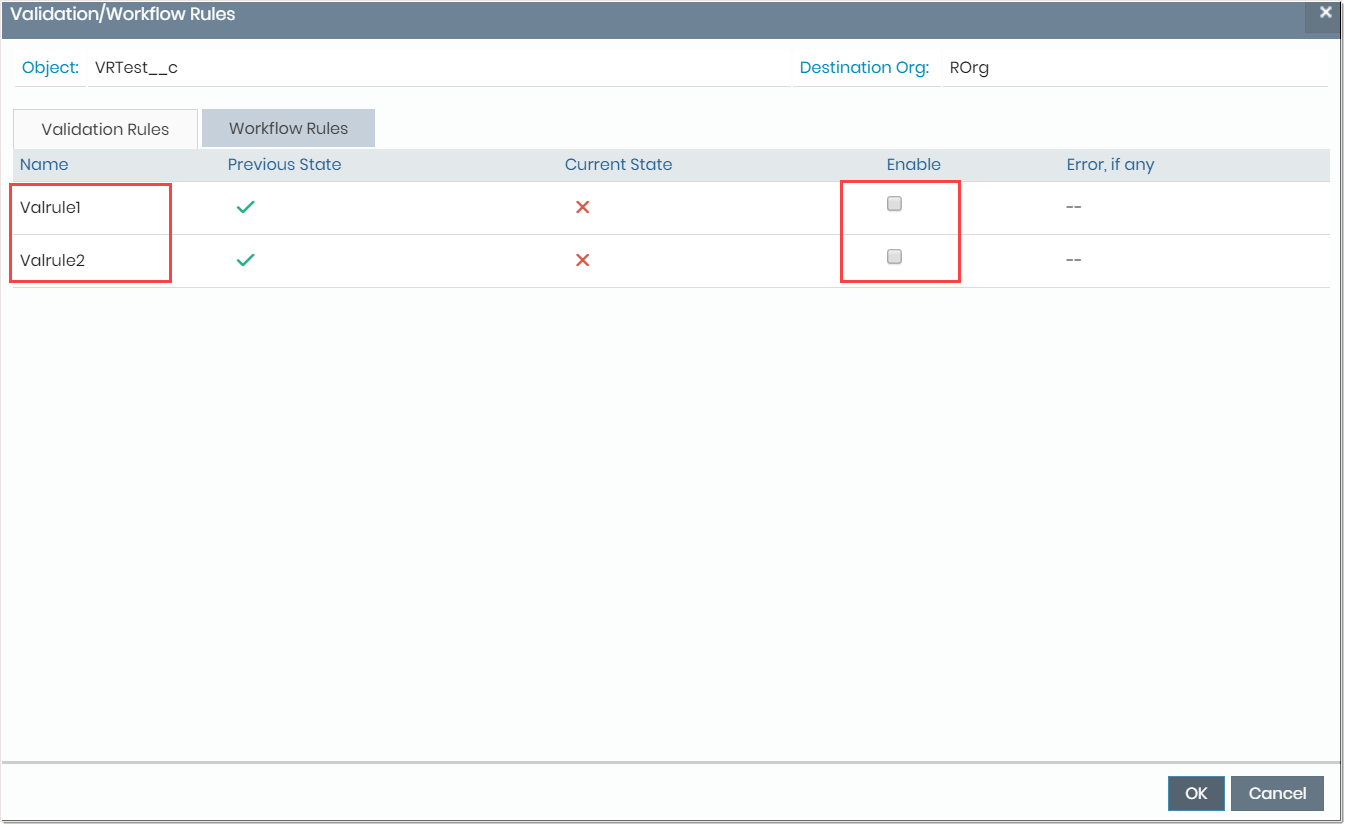 Validation/Workflow Rules
Object: VRTest__c Destination Org: ROrg
Validation Rules Workflow Rules
Name Previous State Current State Enable Error, if any
Valrule1 --
Valrule2 --
OK Cancel